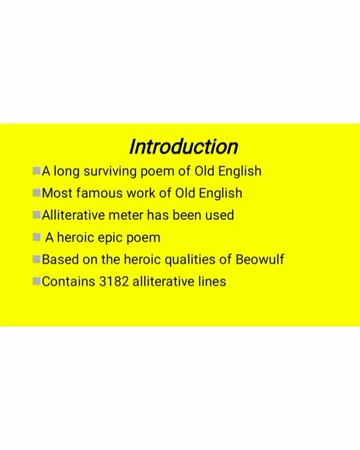 Introduction
A long surviving poem of Old English
Most famous work of Old English
Alliterative meter has been used
A heroic epic poem
Based on the heroic qualities of Beowulf
Contains 3182 alliterative lines